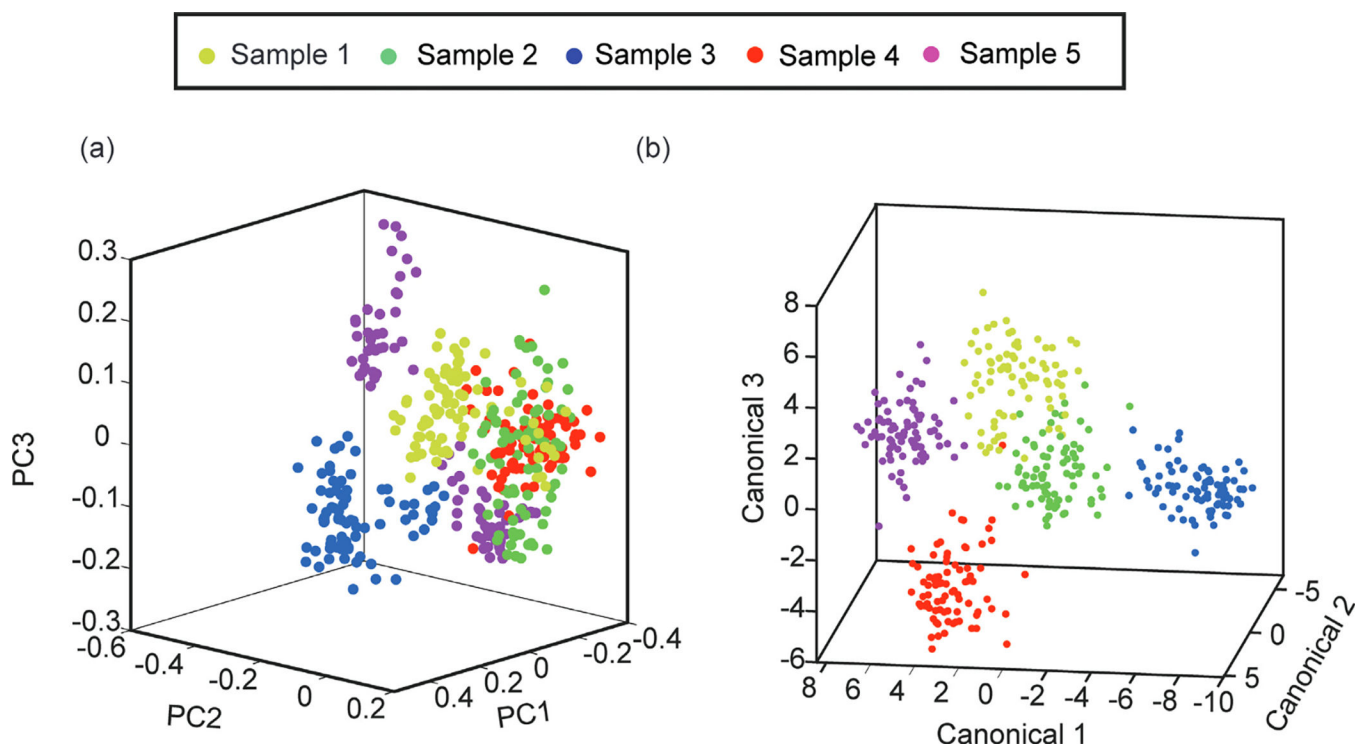 Sample 1 Sample 2 Sample 3 Sample 4 Sample 5
(a)
0.3
0.2
0.1
0
-0.1
-0.2
-0.3
PC3
-0.6
-0.4
-0.2
0
0.2
PC2
0.4
0.2
0
-0.2
-0.4
PC1
(b)
8
6
4
2
0
-2
-4
-6
Canonical 3
8 6 4 2 0 -2 -4 -6 -8 -10
Canonical 1
5
0
-5
Canonical 2